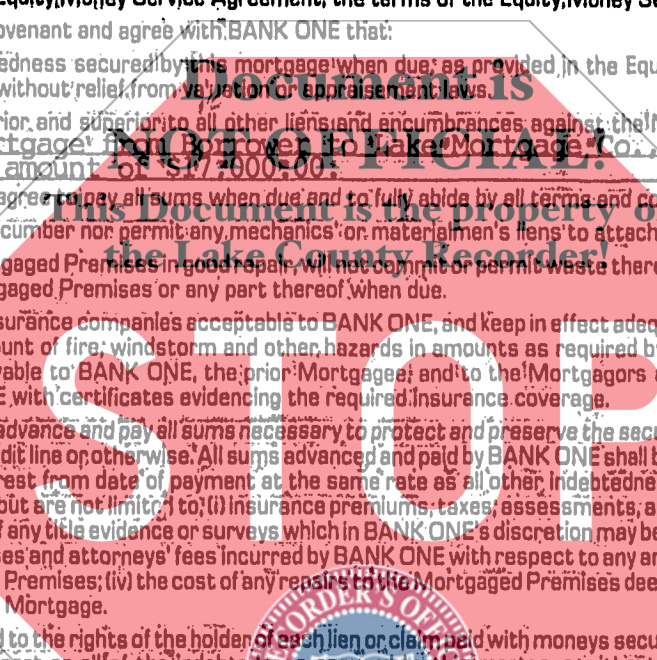 Equity Money Service Agreement, the terms of the Equity Money Se
ovenant and agree with BANK ONE that:
edness secured by this mortgage when due, as provided in the Equ
without relief from valuation or appraisement laws.
Document is
rior and superior to all other liens and encumbrances against the M
NOT OFFICIAL!
tgage from Borrower to Lake Mortgage Co.,
amount of $177,000.00.
agree to pay all sums when due and to fully abide by all terms and co
This Document is the property o
cumber nor permit any mechanics' or materialmen's liens to attach
the Lake County Recorder!
gaged Premises in good repair, will not commit or permit waste there
gaged Premises or any part thereof when due.
surance companies acceptable to BANK ONE, and keep in effect adeq
unt of fire, windstorm and other hazards in amounts as required by
yable to BANK ONE, the prior Mortgagee, and to the Mortgagors
E with certificates evidencing the required insurance coverage.
STOP
advance and pay all sums necessary to protect and preserve the secu
dit line or otherwise. All sums advanced and paid by BANK ONE shall b
rest from date of payment at the same rate as all other indebtedne
but are not limited to; (i) insurance premiums, taxes, assessments, a
f any title evidence or surveys which in BANK ONE's discretion may be
ses and attorneys' fees incurred by BANK ONE with respect to any an
Premises; (iv) the cost of any repairs to the Mortgaged Premises dee
Mortgage.
RECORDER'S OFF
d to the rights of the holder of each lien or claim paid with moneys secu